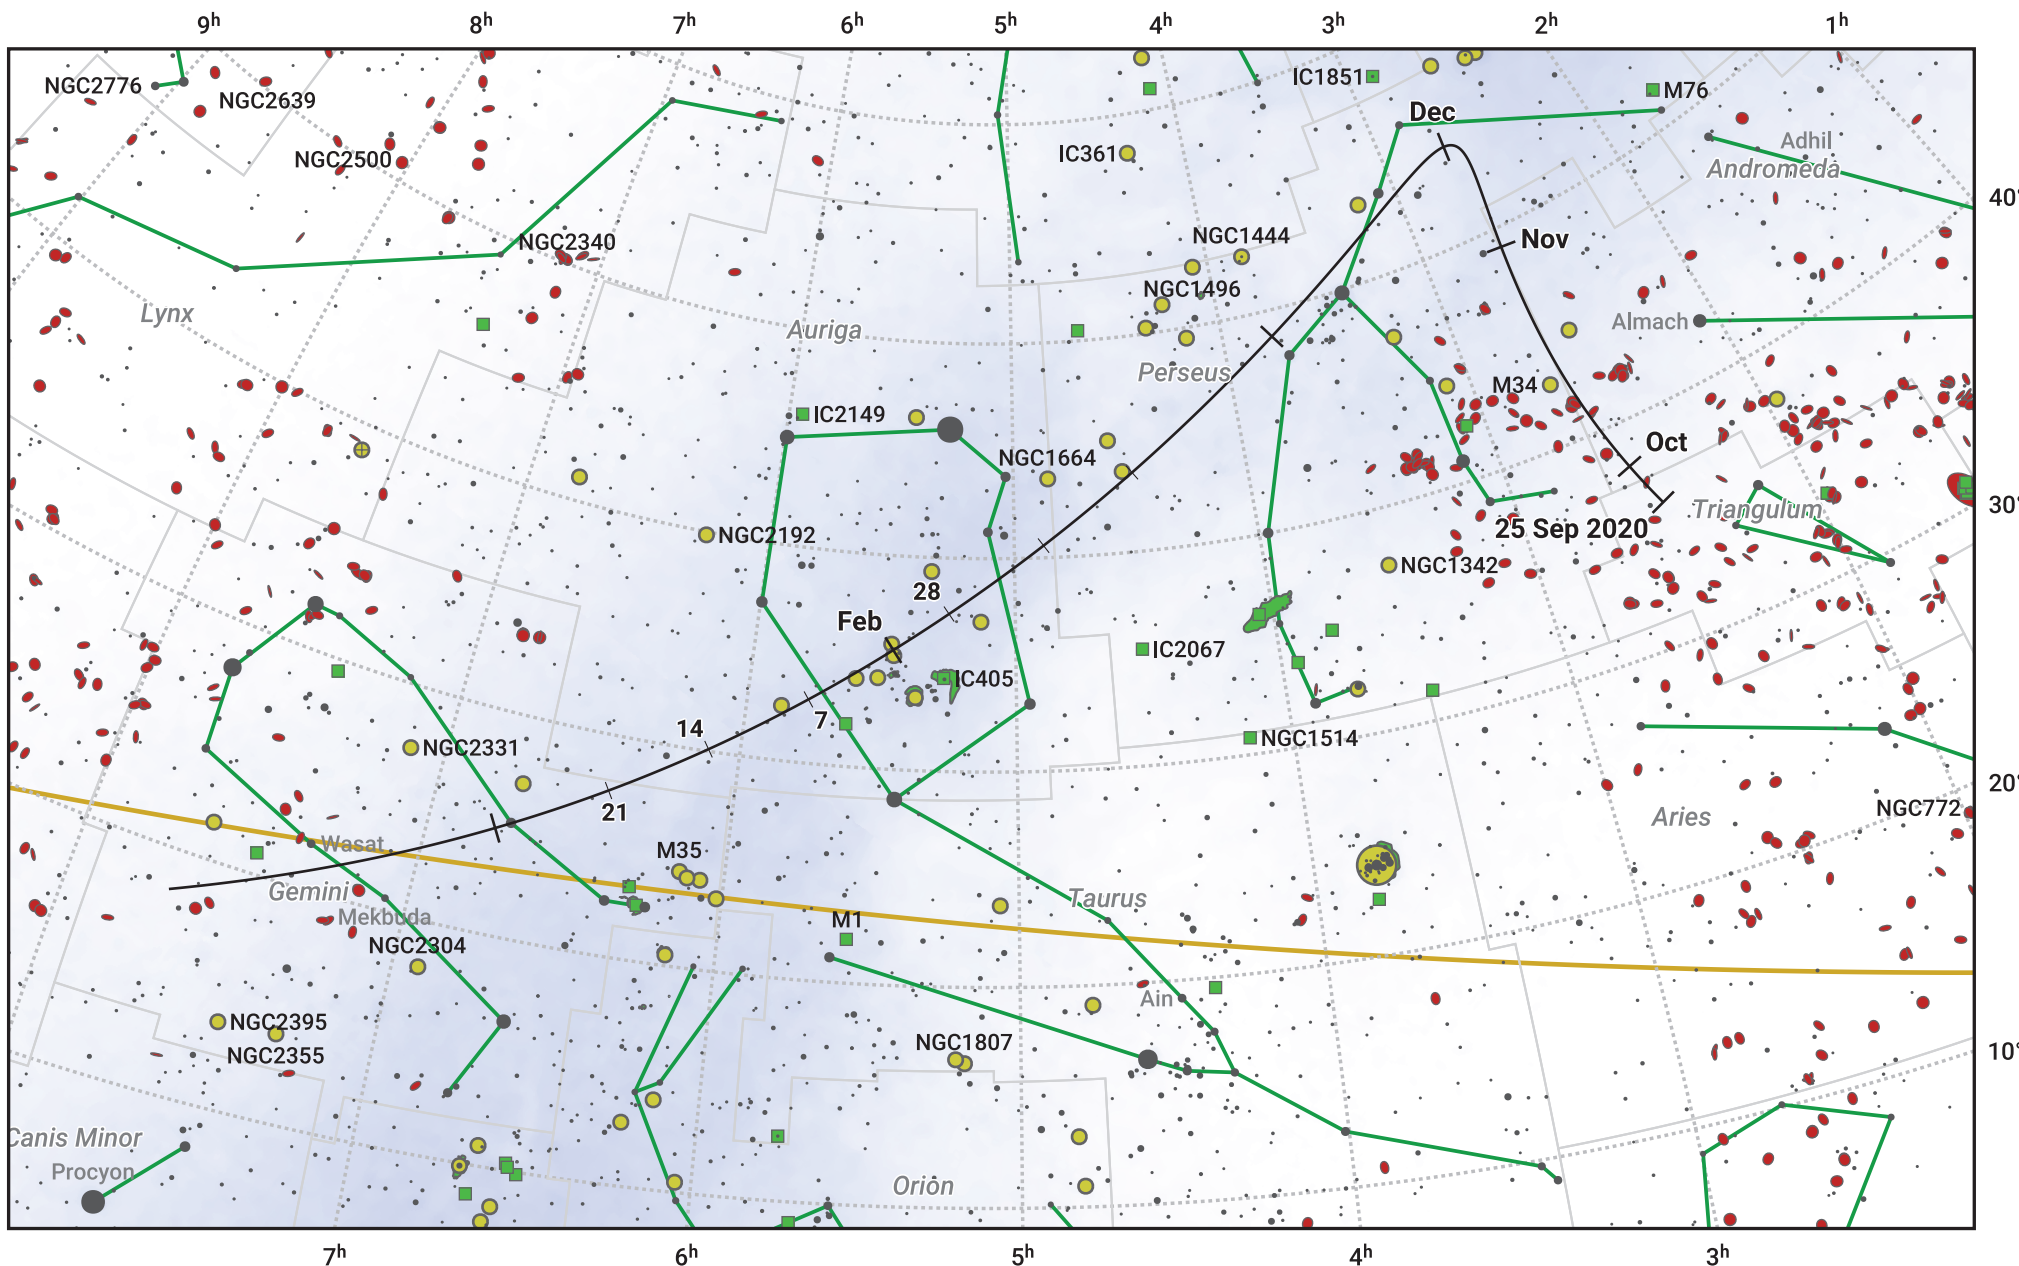 9h 8h 7h 6h 5h 4h 3h 2h 1h
NGC2776
NGC2639
IC1851
M76
Dec
NGC2500
IC361
Adhil
Andromeda
40°
NGC2340
NGC1444
Nov
NGC1496
Lynx
Auriga
Almach
Perseus
M34
IC2149
Oct
NGC1664
30°
Triangulum
25 Sep 2020
NGC2192
NGC1342
28
Feb
IC2067
IC405
7
14
NGC2331
NGC1514
20°
21
Aries
NGC772
Wasat
M35
Gemini
Taurus
Mekbuda
M1
NGC2304
Ain
NGC2395
NGC1807
10°
NGC2355
Canis Minor
Procyon
Orion
7h 6h 5h 4h 3h